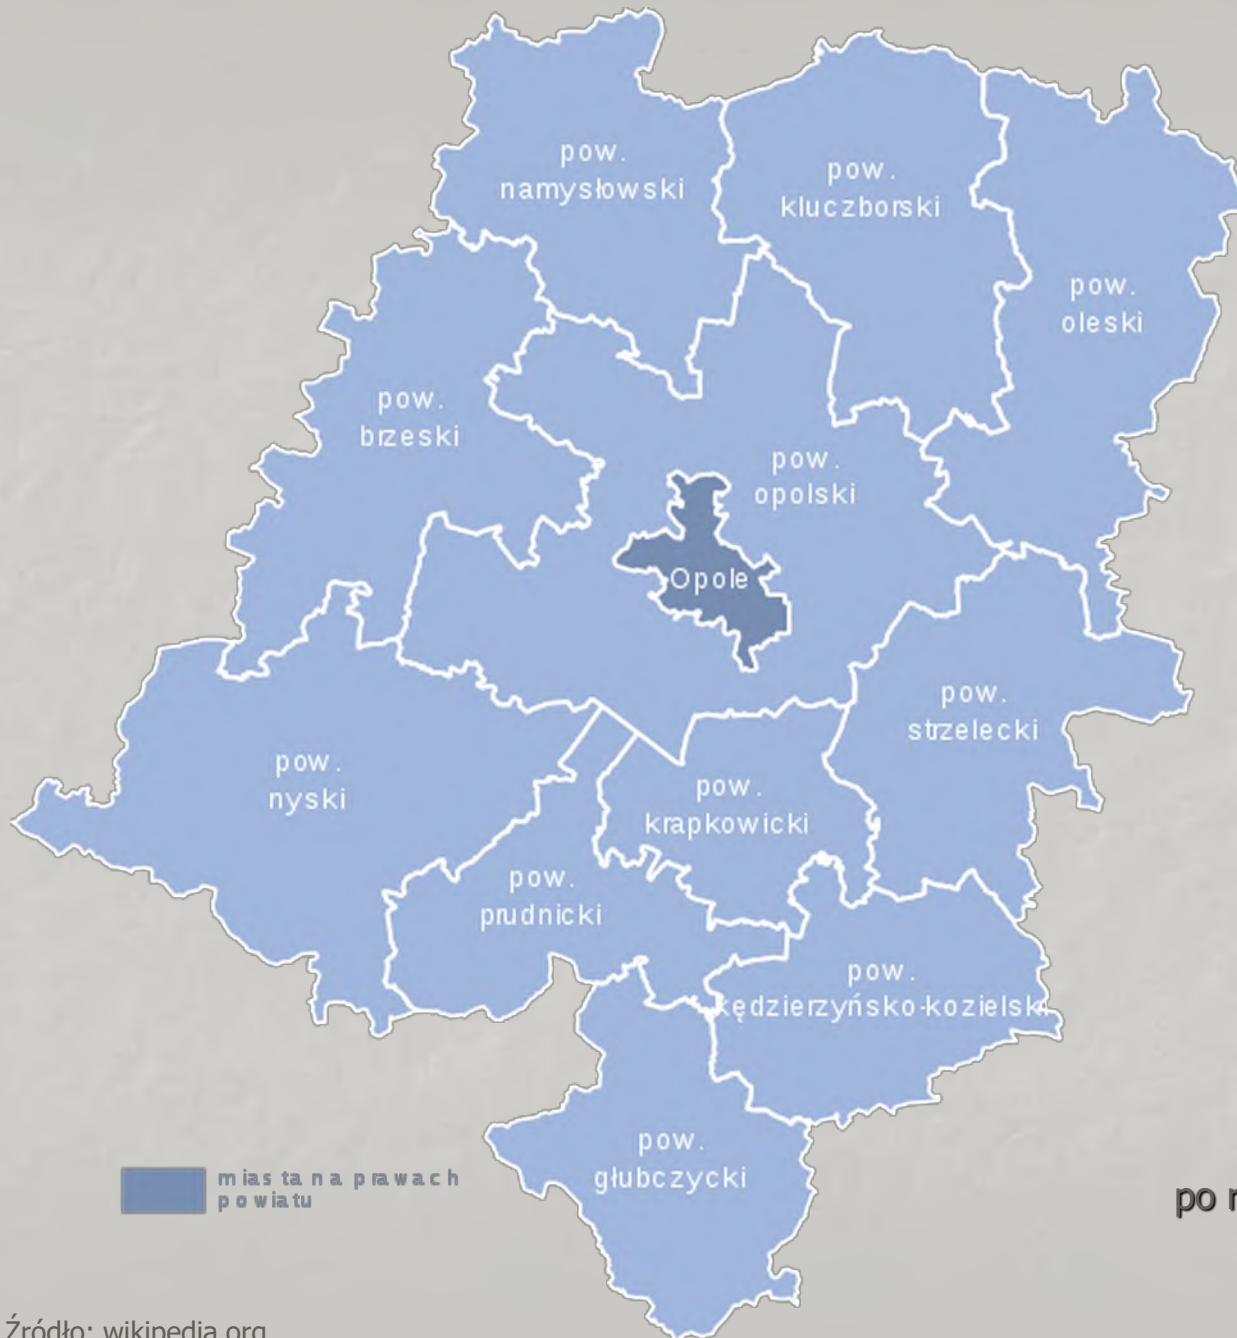 pow.
namysłowski
pow.
kluczborski
pow.
oleski
pow.
brzeski
pow.
opolski
Opole
pow.
strzelecki
pow.
nyski
pow.
krapkowicki
pow.
prudnicki
pow.
kędzierzyńsko-kozielski
pow.
głubczycki
miasta na prawach
powiatu
po
Źródło: wikipedia.org